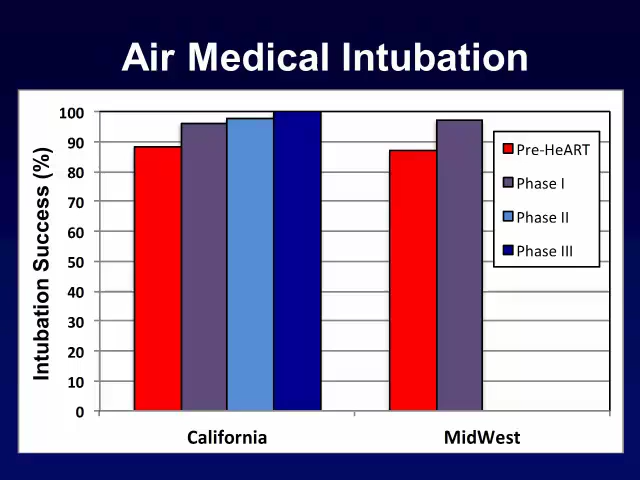 Air Medical Intubation
Intubation Success (%)
100
90
80
70
60
50
40
30
20
10
0
Pre-HeART
Phase I
Phase II
Phase III
California
MidWest